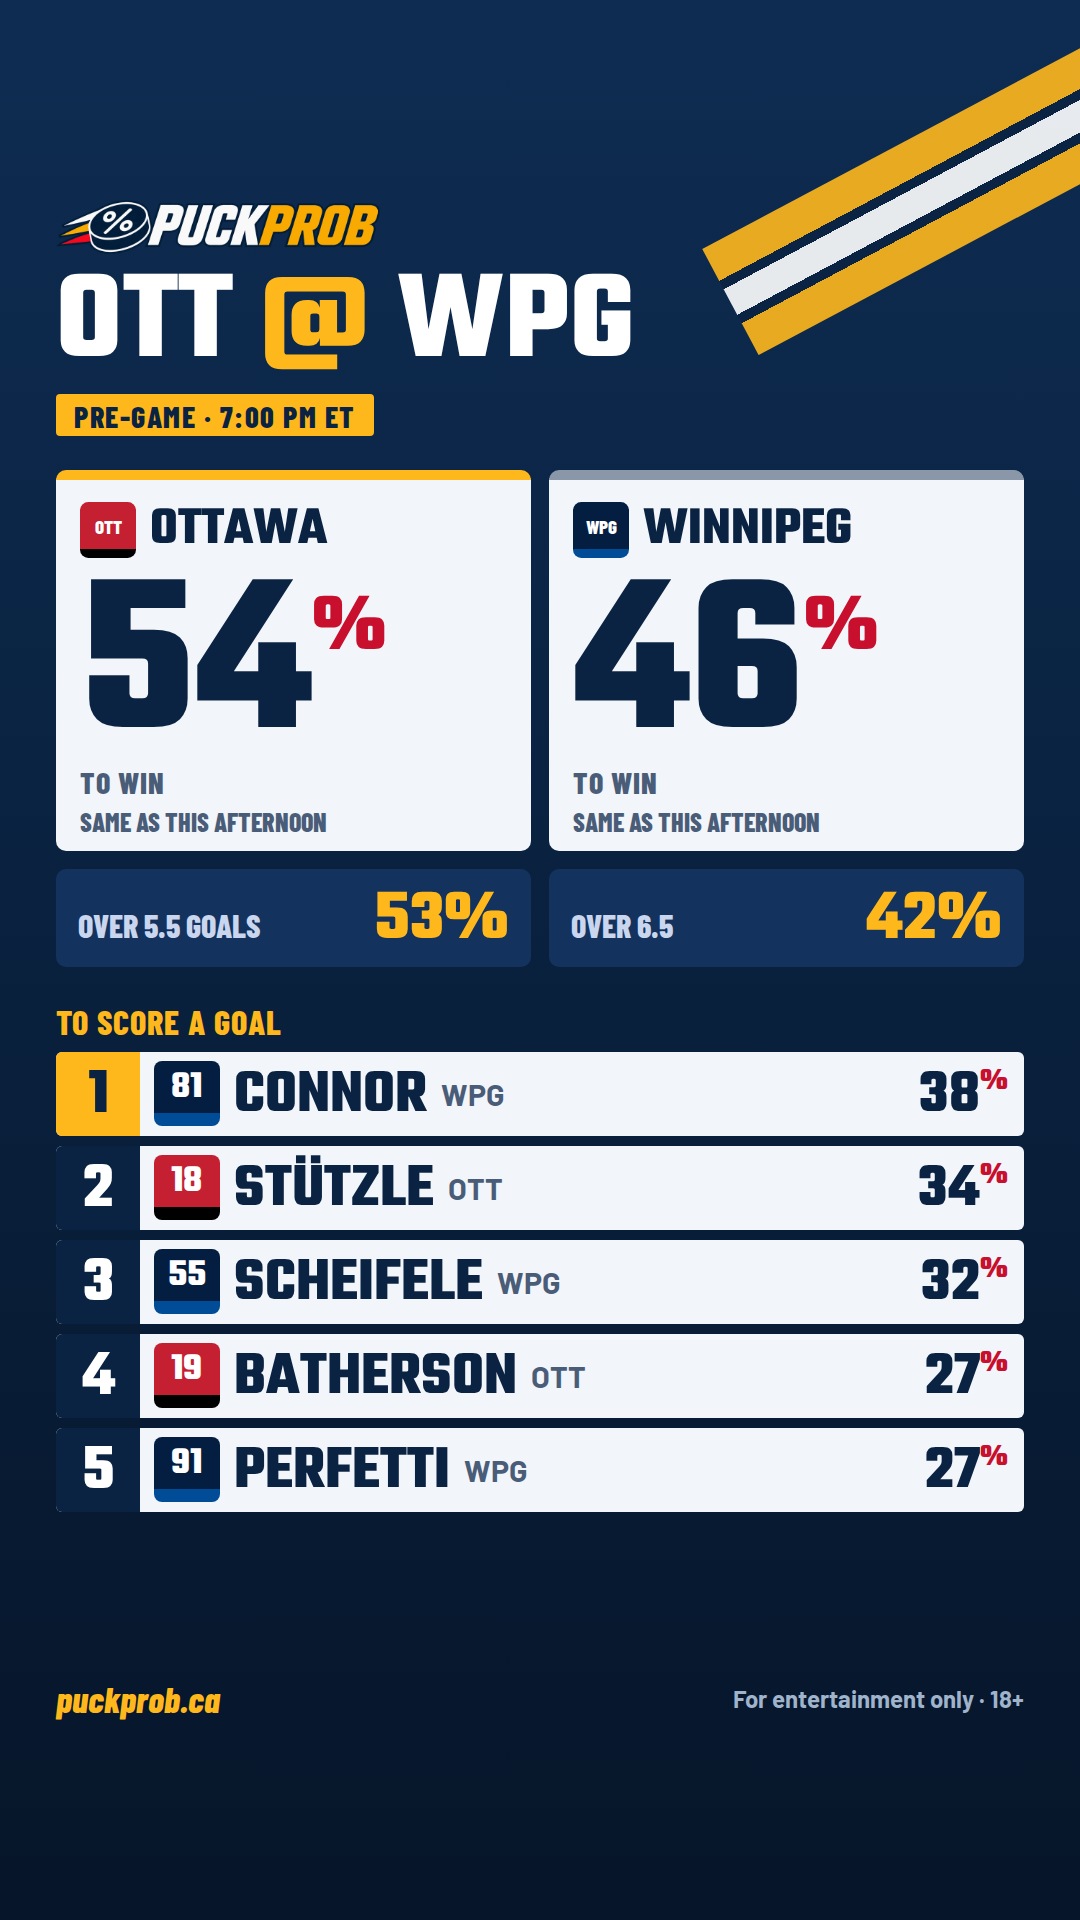 % PUCKPROB
OTT @ WPG
PRE-GAME · 7:00 PM ET
OTT OTTAWA
54%
TO WIN
SAME AS THIS AFTERNOON
WPG WINNIPEG
46%
TO WIN
SAME AS THIS AFTERNOON
OVER 5.5 GOALS 53%
OVER 6.5 42%
TO SCORE A GOAL
1 81 CONNOR WPG 38%
2 18 STÜTZLE OTT 34%
3 55 SCHEIFELE WPG 32%
4 19 BATHERSON OTT 27%
5 91 PERFETTI WPG 27%
puckprob.ca
For entertainment only · 18+